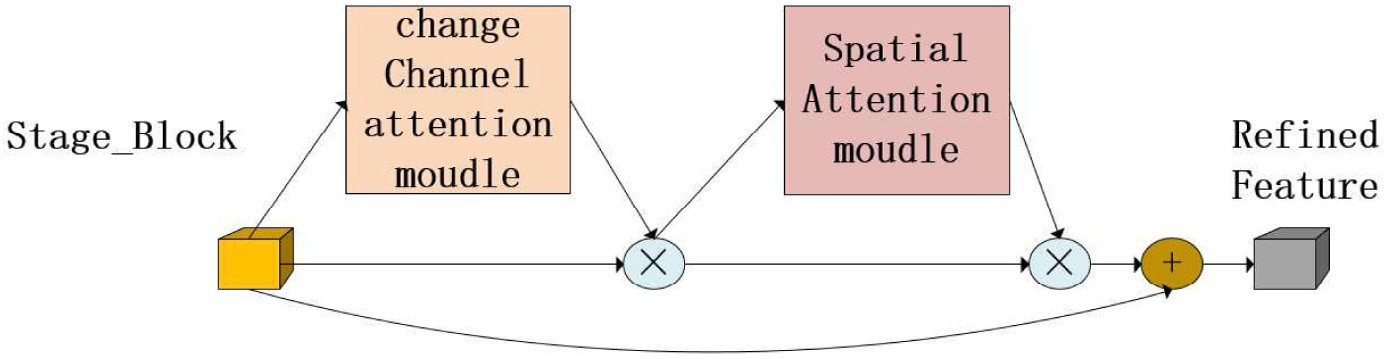 Stage_Block
change
Channel
attention
moudle
×
Spatial
Attention
moudle
×
+
Refined
Feature